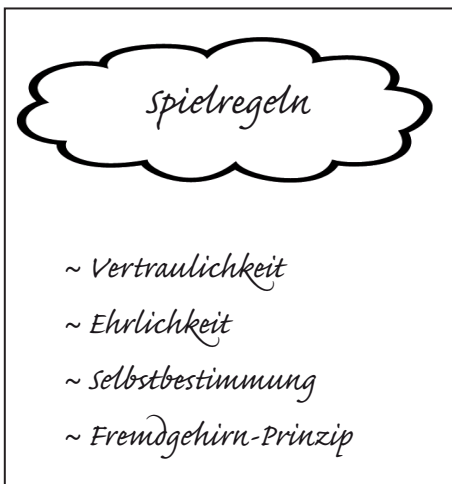 Spielregeln
~ Vertraulichkeit
~ Ehrlichkeit
~ Selbstbestimmung
~ Fremdgehirn-Prinzip